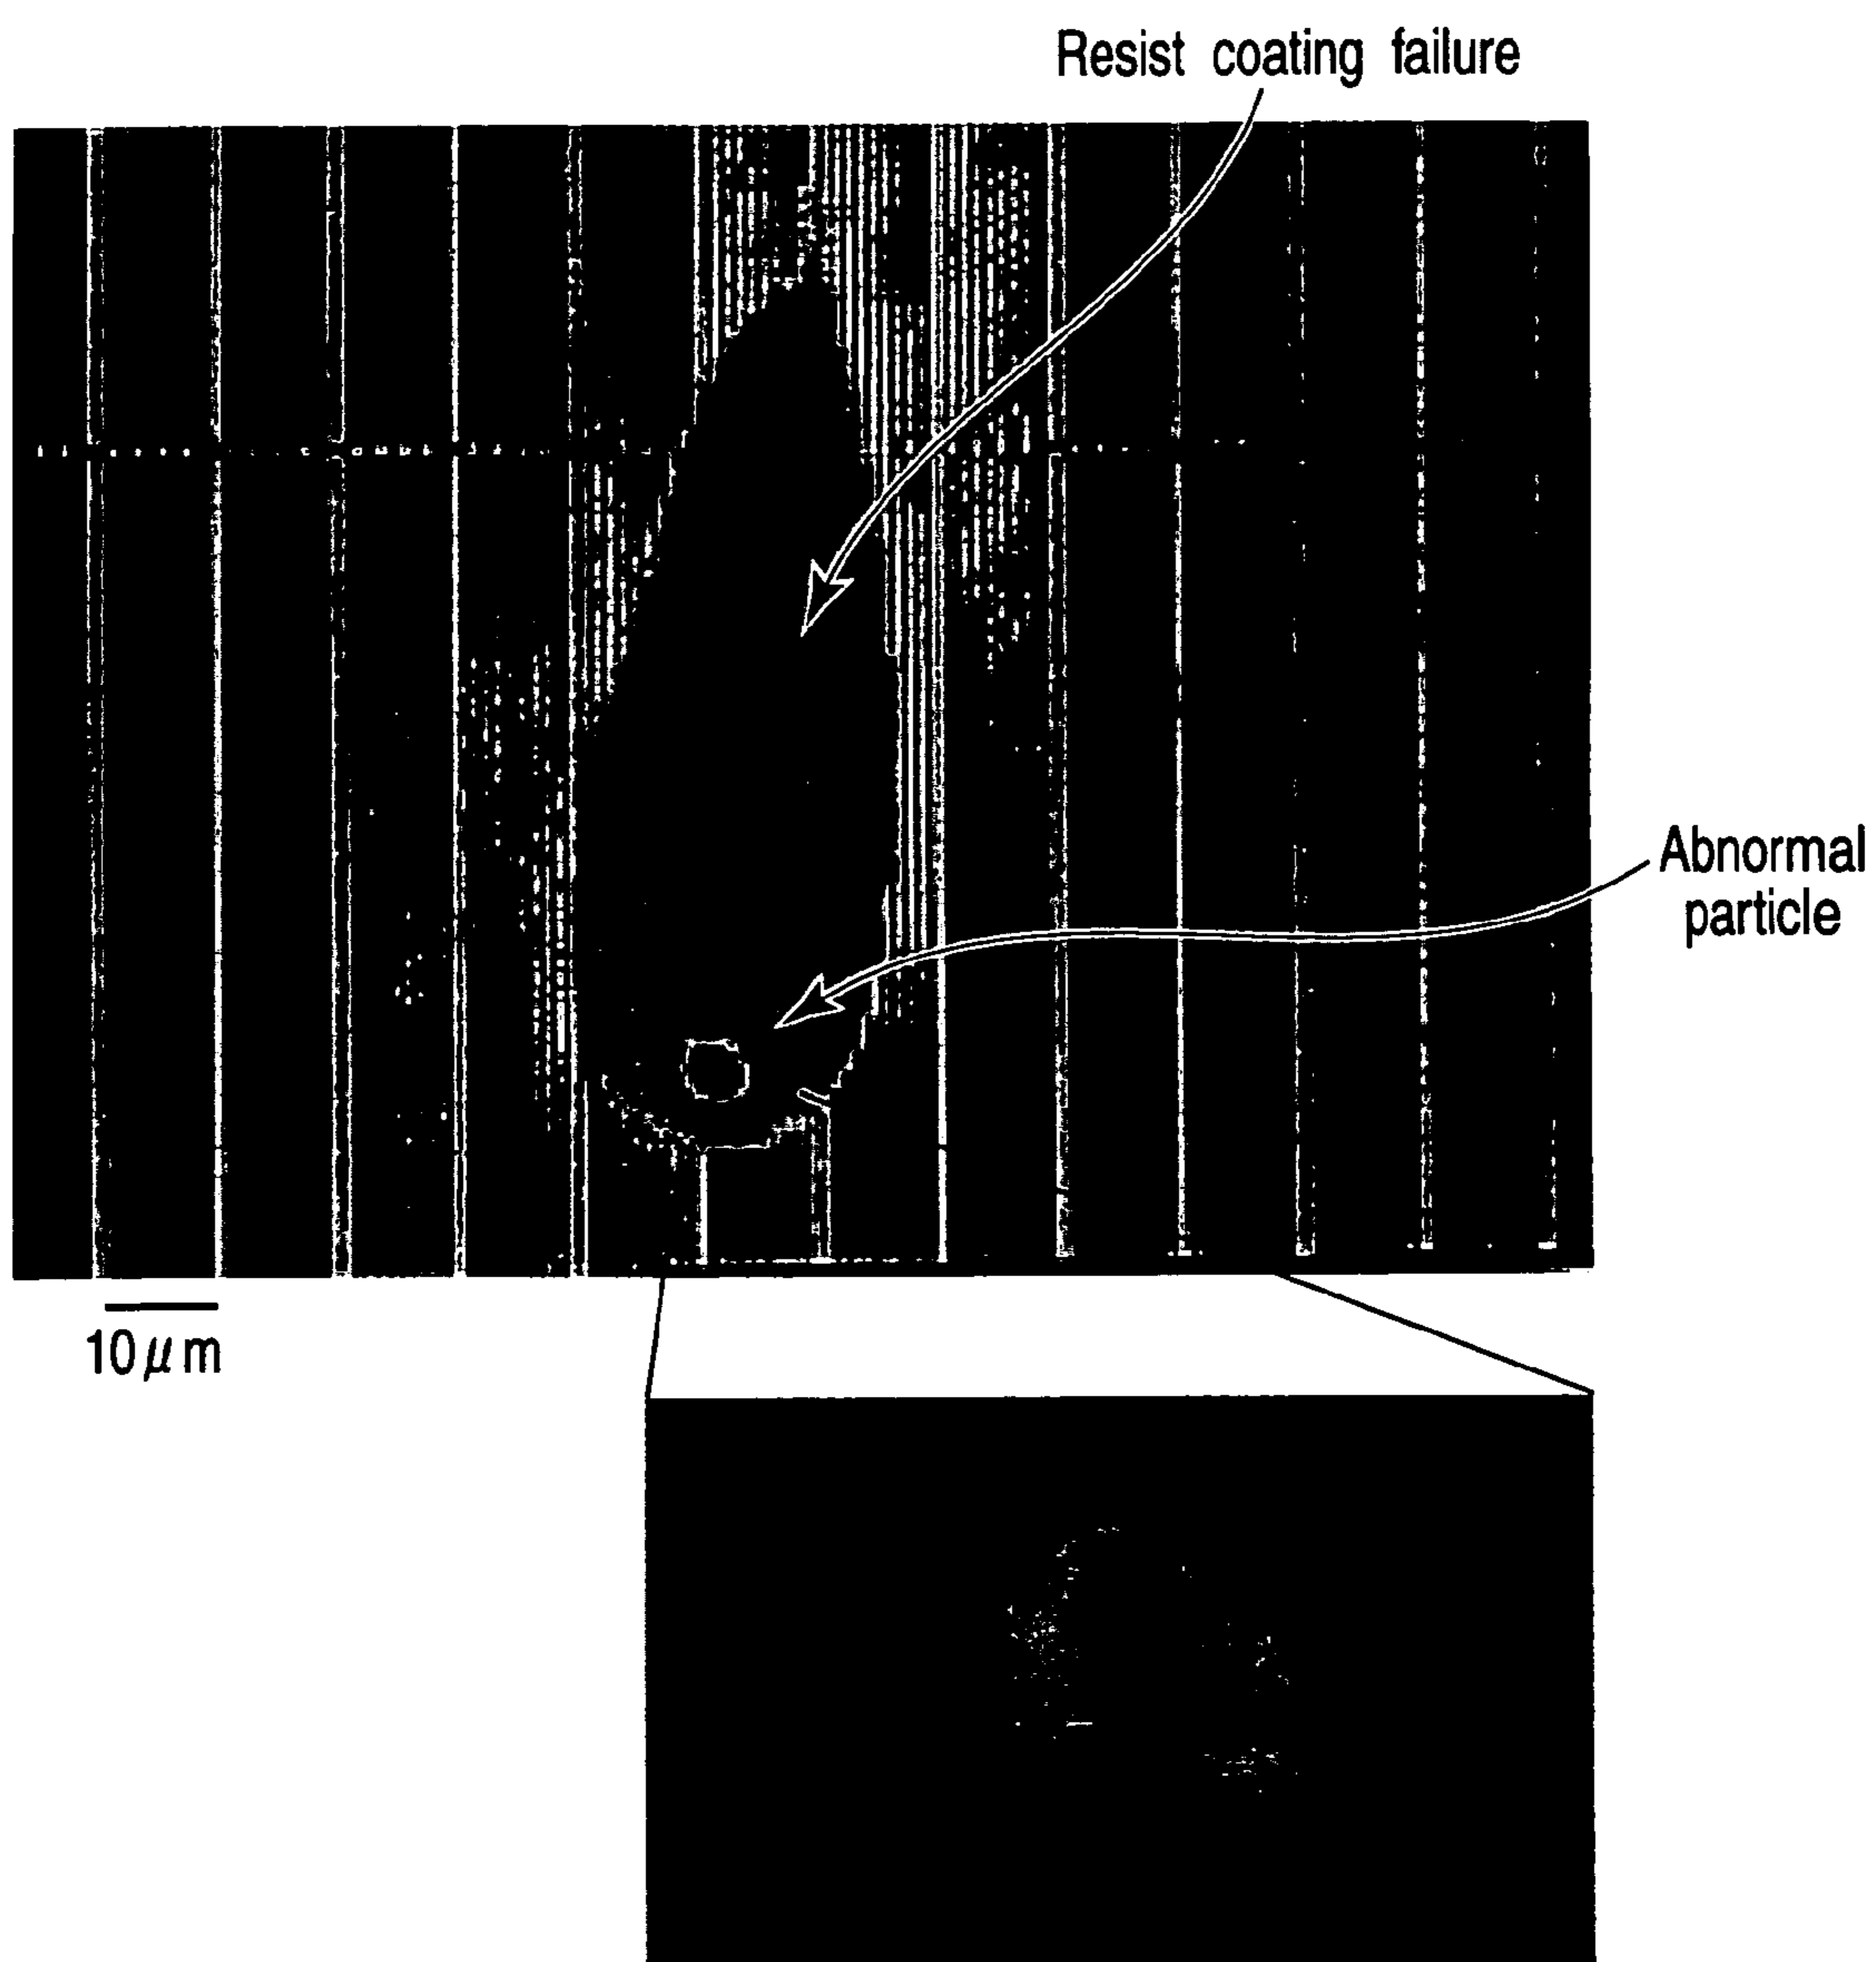 Resist coating failure
Abnormal
particle
10μm